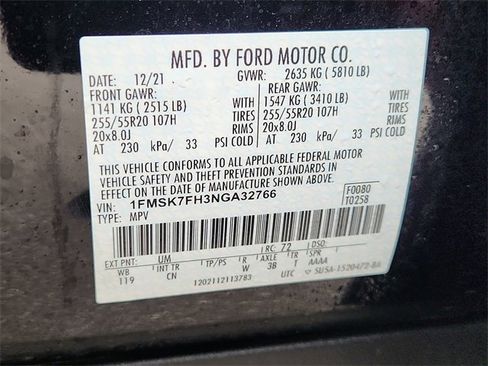 MFD. BY FORD MOTOR CO.
DATE: 12/21 GVWR: 2635 KG (5810 LB)
FRONT GAWR: REAR GAWR:
1141 KG (2515 LB) 1547 KG (3410 LB)
255/55R20 107H TIRES 255/55R20 107H TIRES
20x8.0J RIMS 20x8.0J RIMS
AT 230 kPa/ 33 PSI COLD AT 230 kPa/ 33 PSI COLD
THIS VEHICLE CONFORMS TO ALL APPLICABLE FEDERAL MOTOR
VEHICLE SAFETY AND THEFT PREVENTION STANDARDS IN
EFFECT ON THE DATE OF MANUFACTURE SHOWN ABOVE.
VIN: 1FMSK7FH3NGA32766 F0080
TYPE: MPV T0258
EXT PNT: UM RC: 72 DSO:
WB INT TR TP/PS R AXLE TR SPR
119 CN W 3B T AAAA
1202112113783 UTC SU5A-1520472-BA